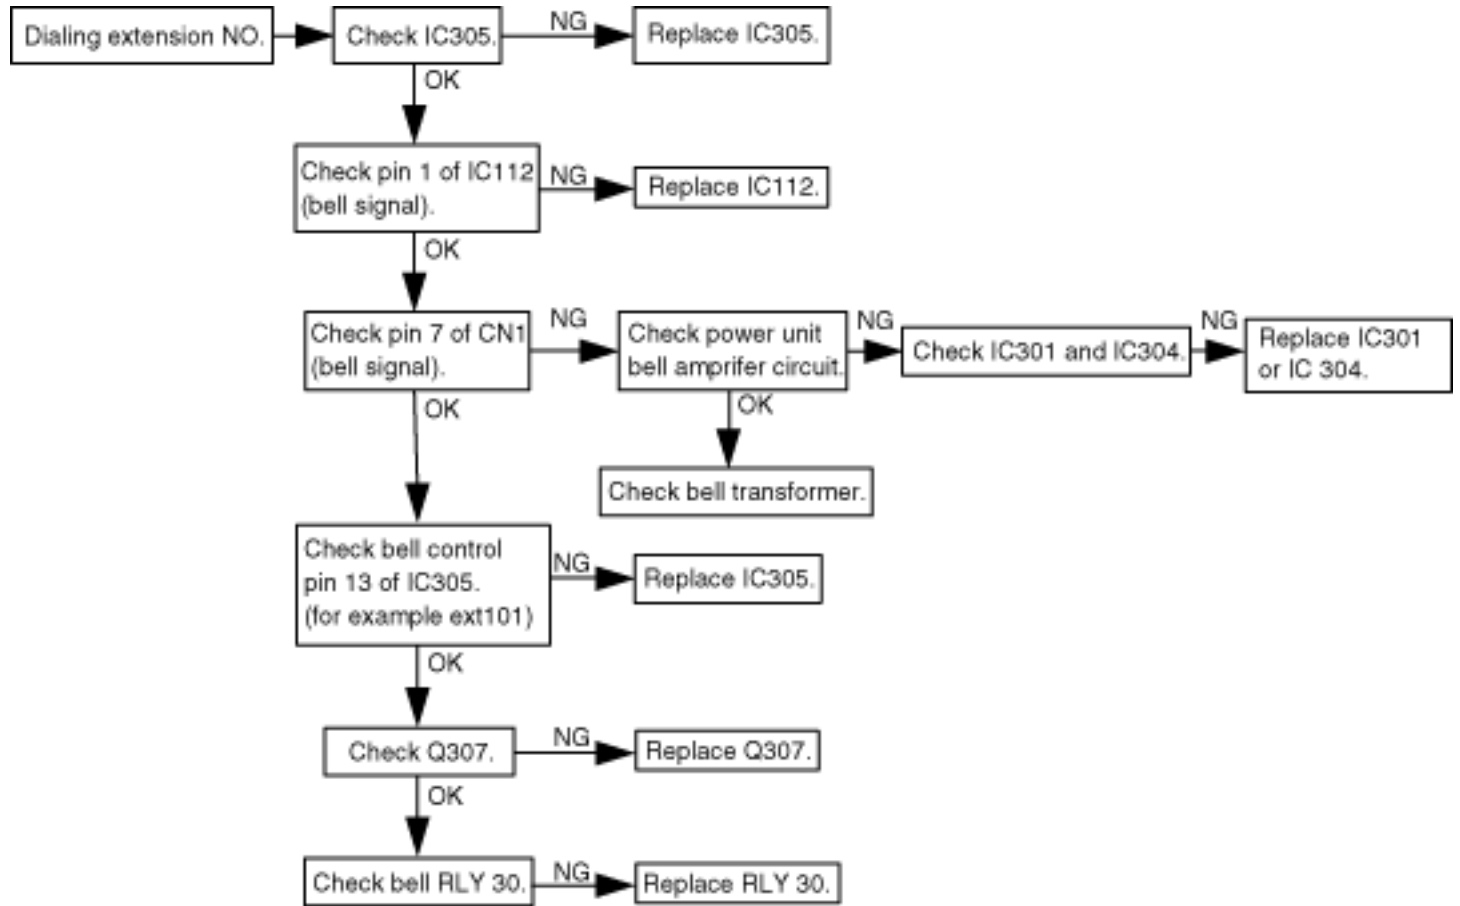 Dialing extension NO.
Check IC305.
NG
Replace IC305.
OK
Check pin 1 of IC112
(bell signal).
NG
Replace IC112.
OK
Check pin 7 of CN1
(bell signal).
NG
Check power unit
bell amprifer circuit.
NG
Check IC301 and IC304.
NG
Replace IC301
or IC 304.
OK
OK
Check bell transformer.
Check bell control
pin 13 of IC305.
(for example ext101)
NG
Replace IC305.
OK
Check Q307.
NG
Replace Q307.
OK
Check bell RLY 30.
NG
Replace RLY 30.